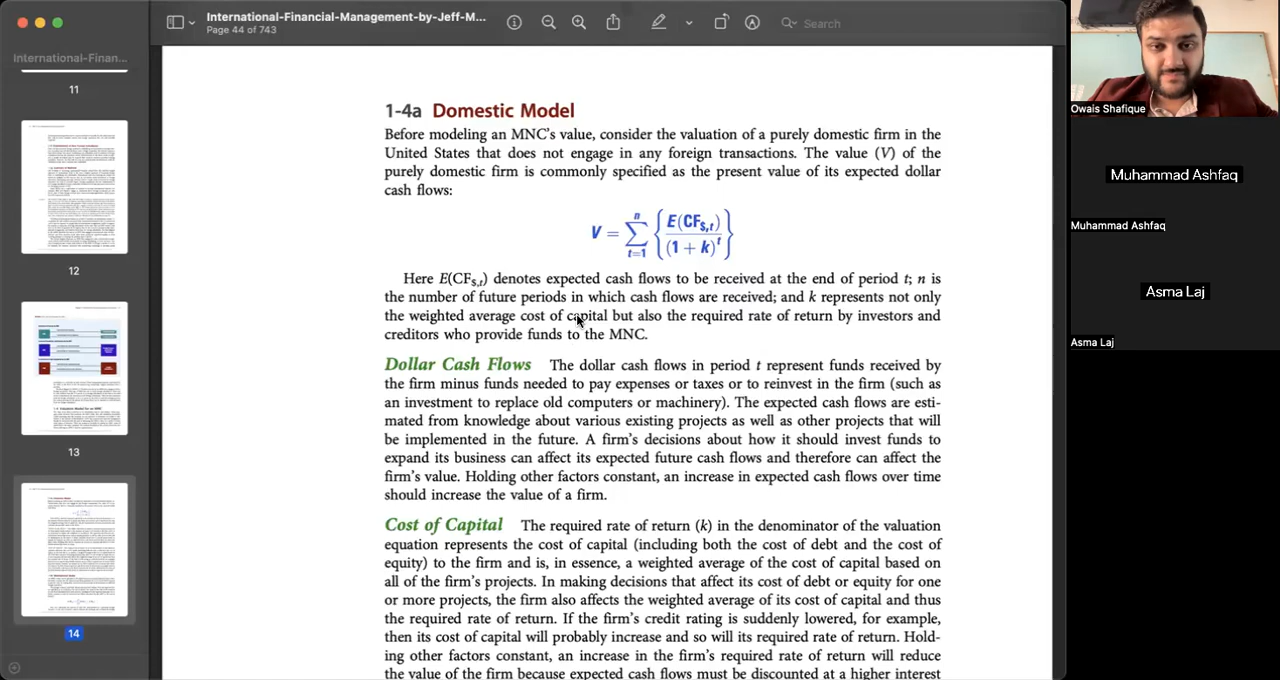 International-Financial-Management-by-Jeff-M...
Page 44 of 743
Search
International-Finan...
11
12
13
14
1-4a Domestic Model
Before modeling an MNC's value, consider the valuation of a purely domestic firm in the
United States that does not engage in any foreign transactions. The value (V) of the
purely domestic firm is commonly specified as the present value of its expected dollar
cash flows:
V = n∑t=1 { E(CF$,t) / (1 + k)^t }
Here E(CF$,t) denotes expected cash flows to be received at the end of period t; n is
the number of future periods in which cash flows are received; and k represents not only
the weighted average cost of capital but also the required rate of return by investors and
creditors who provide funds to the MNC.
Dollar Cash Flows The dollar cash flows in period t represent funds received by
the firm minus funds needed to pay expenses or taxes or to reinvest in the firm (such as
an investment to replace old computers or machinery). The expected cash flows are esti-
mated from knowledge about various existing projects as well as other projects that will
be implemented in the future. A firm's decisions about how it should invest funds to
expand its business can affect its expected future cash flows and therefore can affect the
firm's value. Holding other factors constant, an increase in expected cash flows over time
should increase the value of a firm.
Cost of Capital The required rate of return (k) in the denominator of the valuation
equation represents the cost of capital (including both the cost of debt and the cost of
equity) to the firm and is, in essence, a weighted average of the cost of capital based on
all of the firm's projects. In making decisions that affect its cost of debt or equity for one
or more projects, the firm also affects the weighted average of its cost of capital and thus
the required rate of return. If the firm's credit rating is suddenly lowered, for example,
then its cost of capital will probably increase and so will its required rate of return. Hold-
ing other factors constant, an increase in the firm's required rate of return will reduce
the value of the firm because expected cash flows must be discounted at a higher interest
Owais Shafique
Muhammad Ashfaq
Muhammad Ashfaq
Asma Laj
Asma Laj